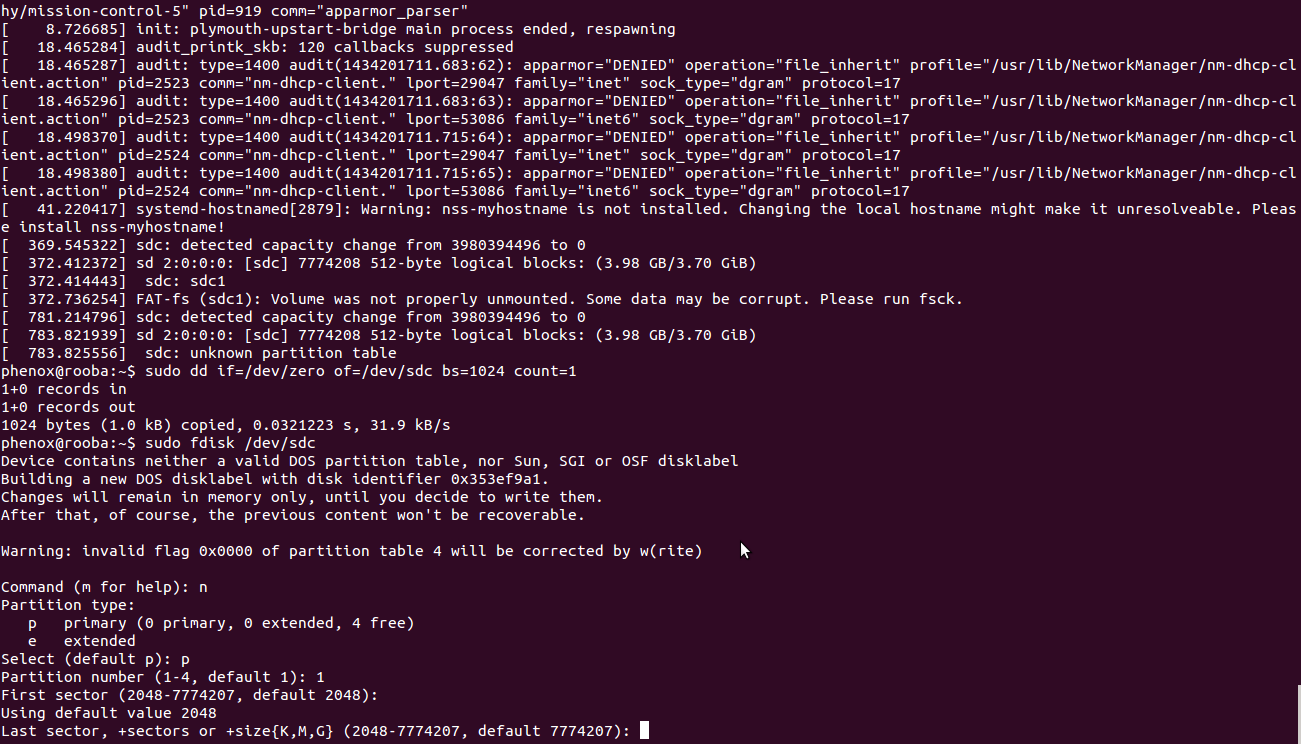 hy/mission-control-5" pid=919 comm="apparmor_parser"
[    8.726685] init: plymouth-upstart-bridge main process ended, respawning
[   18.465284] audit_printk_skb: 120 callbacks suppressed
[   18.465287] audit: type=1400 audit(1434201711.683:62): apparmor="DENIED" operation="file_inherit" profile="/usr/lib/NetworkManager/nm-dhcp-cl
ient.action" pid=2523 comm="nm-dhcp-client." lport=29047 family="inet" sock_type="dgram" protocol=17
[   18.465296] audit: type=1400 audit(1434201711.683:63): apparmor="DENIED" operation="file_inherit" profile="/usr/lib/NetworkManager/nm-dhcp-cl
ient.action" pid=2523 comm="nm-dhcp-client." lport=53086 family="inet6" sock_type="dgram" protocol=17
[   18.498370] audit: type=1400 audit(1434201711.715:64): apparmor="DENIED" operation="file_inherit" profile="/usr/lib/NetworkManager/nm-dhcp-cl
ient.action" pid=2524 comm="nm-dhcp-client." lport=29047 family="inet" sock_type="dgram" protocol=17
[   18.498380] audit: type=1400 audit(1434201711.715:65): apparmor="DENIED" operation="file_inherit" profile="/usr/lib/NetworkManager/nm-dhcp-cl
ient.action" pid=2524 comm="nm-dhcp-client." lport=53086 family="inet6" sock_type="dgram" protocol=17
[   41.220417] systemd-hostnamed[2879]: Warning: nss-myhostname is not installed. Changing the local hostname might make it unresolveable. Pleas
e install nss-myhostname!
[  369.545322] sdc: detected capacity change from 3980394496 to 0
[  372.412372] sd 2:0:0:0: [sdc] 7774208 512-byte logical blocks: (3.98 GB/3.70 GiB)
[  372.414443]  sdc: sdc1
[  372.736254] FAT-fs (sdc1): Volume was not properly unmounted. Some data may be corrupt. Please run fsck.
[  781.214796] sdc: detected capacity change from 3980394496 to 0
[  783.821939] sd 2:0:0:0: [sdc] 7774208 512-byte logical blocks: (3.98 GB/3.70 GiB)
[  783.825556]  sdc: unknown partition table
phenox@rooba:~$ sudo dd if=/dev/zero of=/dev/sdc bs=1024 count=1
1+0 records in
1+0 records out
1024 bytes (1.0 kB) copied, 0.0321223 s, 31.9 kB/s
phenox@rooba:~$ sudo fdisk /dev/sdc
Device contains neither a valid DOS partition table, nor Sun, SGI or OSF disklabel
Building a new DOS disklabel with disk identifier 0x353ef9a1.
Changes will remain in memory only, until you decide to write them.
After that, of course, the previous content won't be recoverable.

Warning: invalid flag 0x0000 of partition table 4 will be corrected by w(rite)

Command (m for help): n
Partition type:
   p   primary (0 primary, 0 extended, 4 free)
   e   extended
Select (default p): p
Partition number (1-4, default 1): 1
First sector (2048-7774207, default 2048):
Using default value 2048
Last sector, +sectors or +size{K,M,G} (2048-7774207, default 7774207):